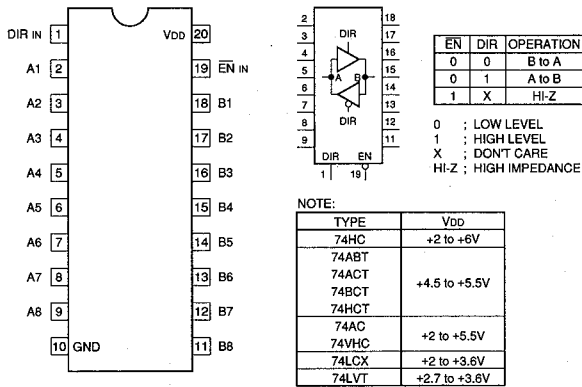 DIR IN 1 VDD 20
A1 2 19 EN IN
A2 3 18 B1
A3 4 17 B2
A4 5 16 B3
A5 6 15 B4
A6 7 14 B5
A7 8 13 B6
A8 9 12 B7
10 GND 11 B8
2 18
3 DIR 17
4 16
5 A B 15
6 14
7 13
8 DIR 12
9 11
DIR EN
1 19
EN DIR OPERATION
0 0 B to A
0 1 A to B
1 X HI-Z
0 ; LOW LEVEL
1 ; HIGH LEVEL
X ; DON'T CARE
HI-Z ; HIGH IMPEDANCE
NOTE:
TYPE VDD
74HC +2 to +6V
74ABT
74ACT
74BCT
74HCT
+4.5 to +5.5V
74AC
74VHC
+2 to +5.5V
74LCX +2 to +3.6V
74LVT +2.7 to +3.6V